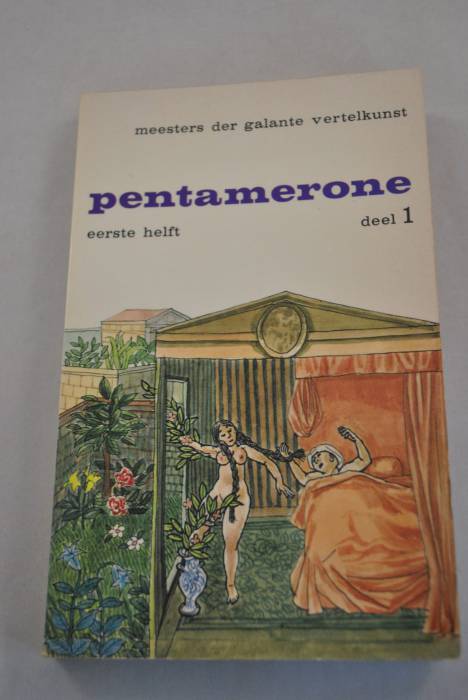 meesters der galante vertelkunst
pentamerone
eerste helft
deel 1